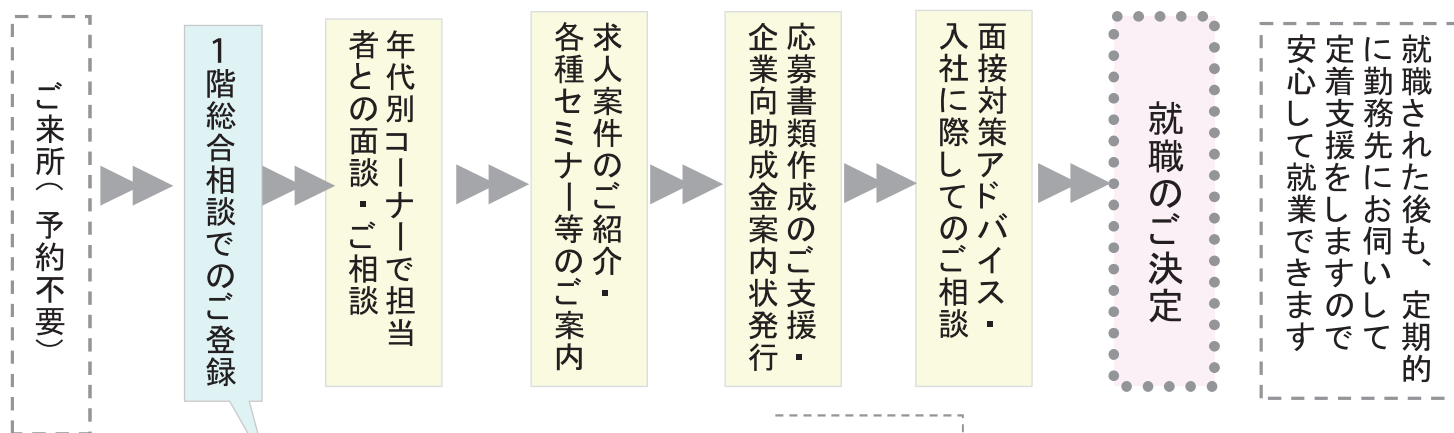 ご来所（予約不要）
1階総合相談でのご登録
年代別コーナーで担当
者との面談・ご相談
求人案件のご紹介・
各種セミナー等のご案内
応募書類作成のご支援・
企業向助成金案内状発行
面接対策アドバイス・
入社に際してのご相談
就職のご決定
就職された後も、定期的
に勤務先にお伺いして
定着支援をしますので
安心して就業できます